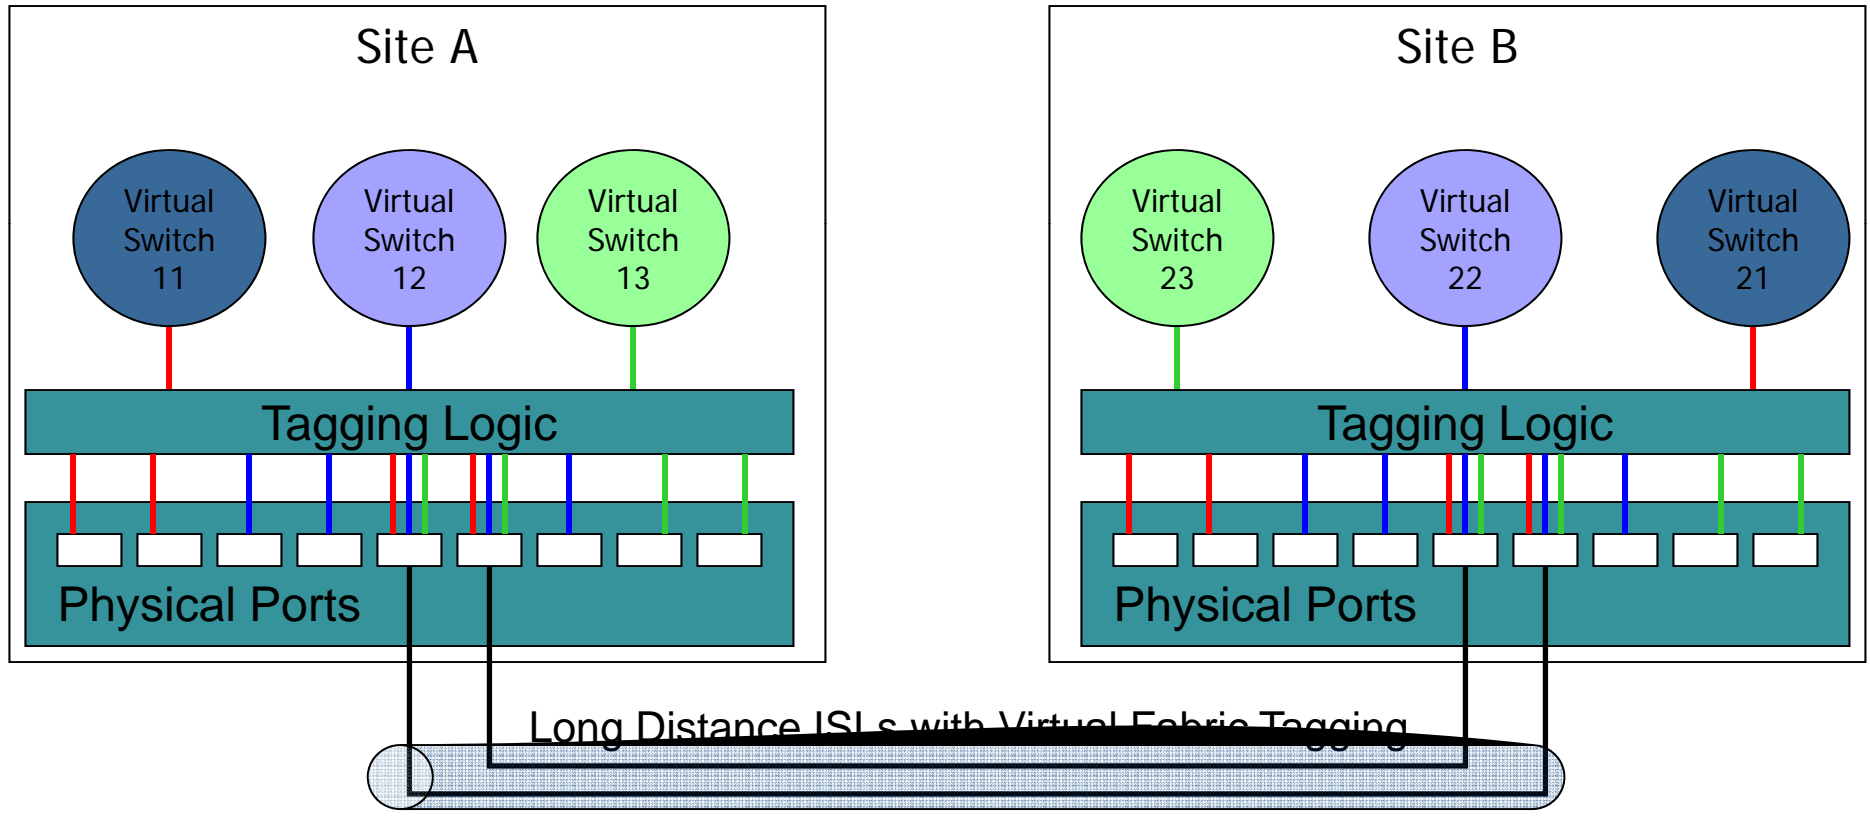 Site A
Site B
Virtual
Switch
11
Virtual
Switch
12
Virtual
Switch
13
Virtual
Switch
23
Virtual
Switch
22
Virtual
Switch
21
Tagging Logic
Tagging Logic
Physical Ports
Physical Ports
Long Distance ISLs with Virtual Fabric Tagging